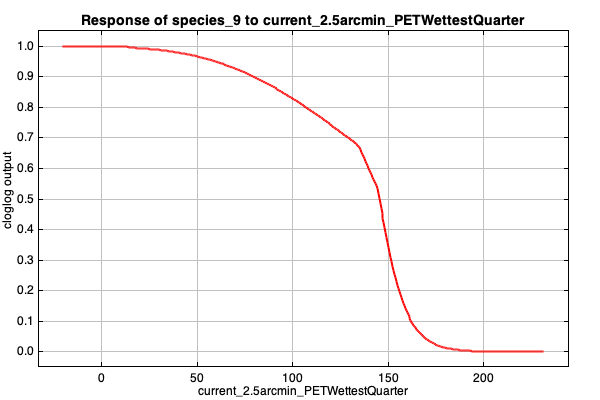 Response of species_9 to current_2.5arcmin_PETWettestQuarter
1.0
0.9
0.8
0.7
0.6
0.5
0.4
0.3
0.2
0.1
0.0
cloglog output
0 50 100 150 200
current_2.5arcmin_PETWettestQuarter